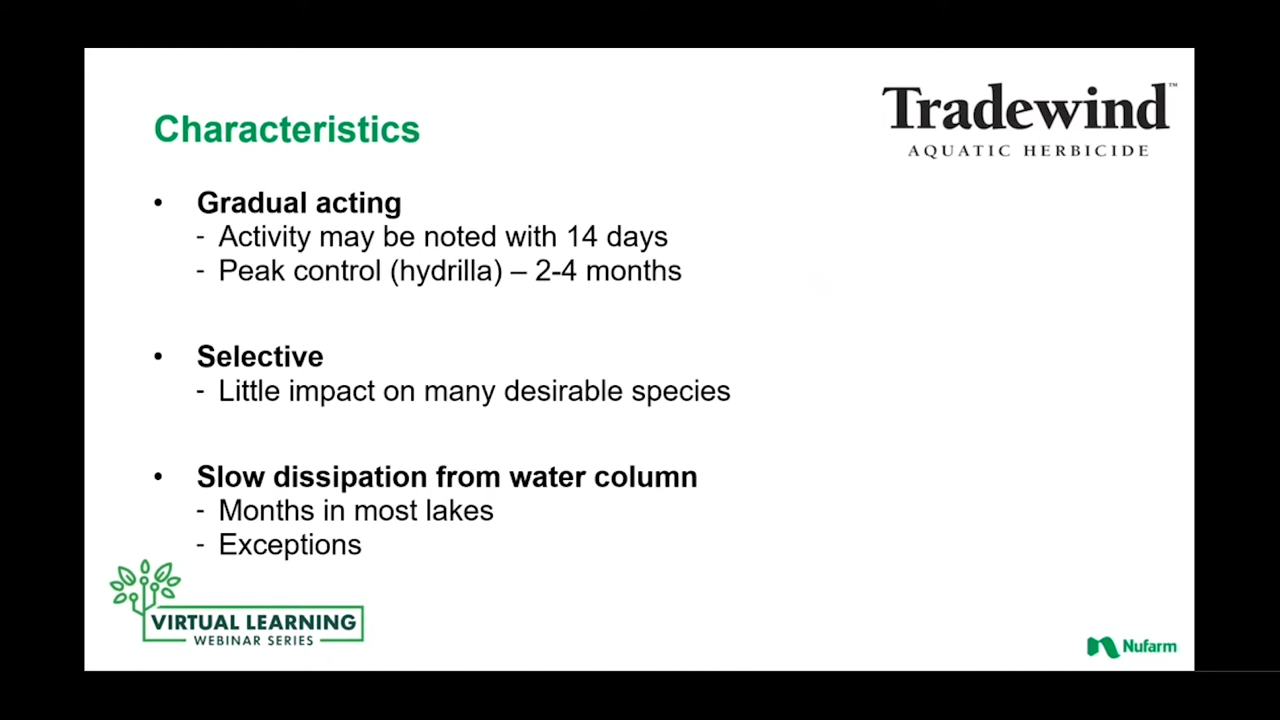 Tradewind™
AQUATIC HERBICIDE
Characteristics
• Gradual acting
- Activity may be noted with 14 days
- Peak control (hydrilla) – 2-4 months
• Selective
- Little impact on many desirable species
• Slow dissipation from water column
- Months in most lakes
- Exceptions
VIRTUAL LEARNING
WEBINAR SERIES
Nufarm